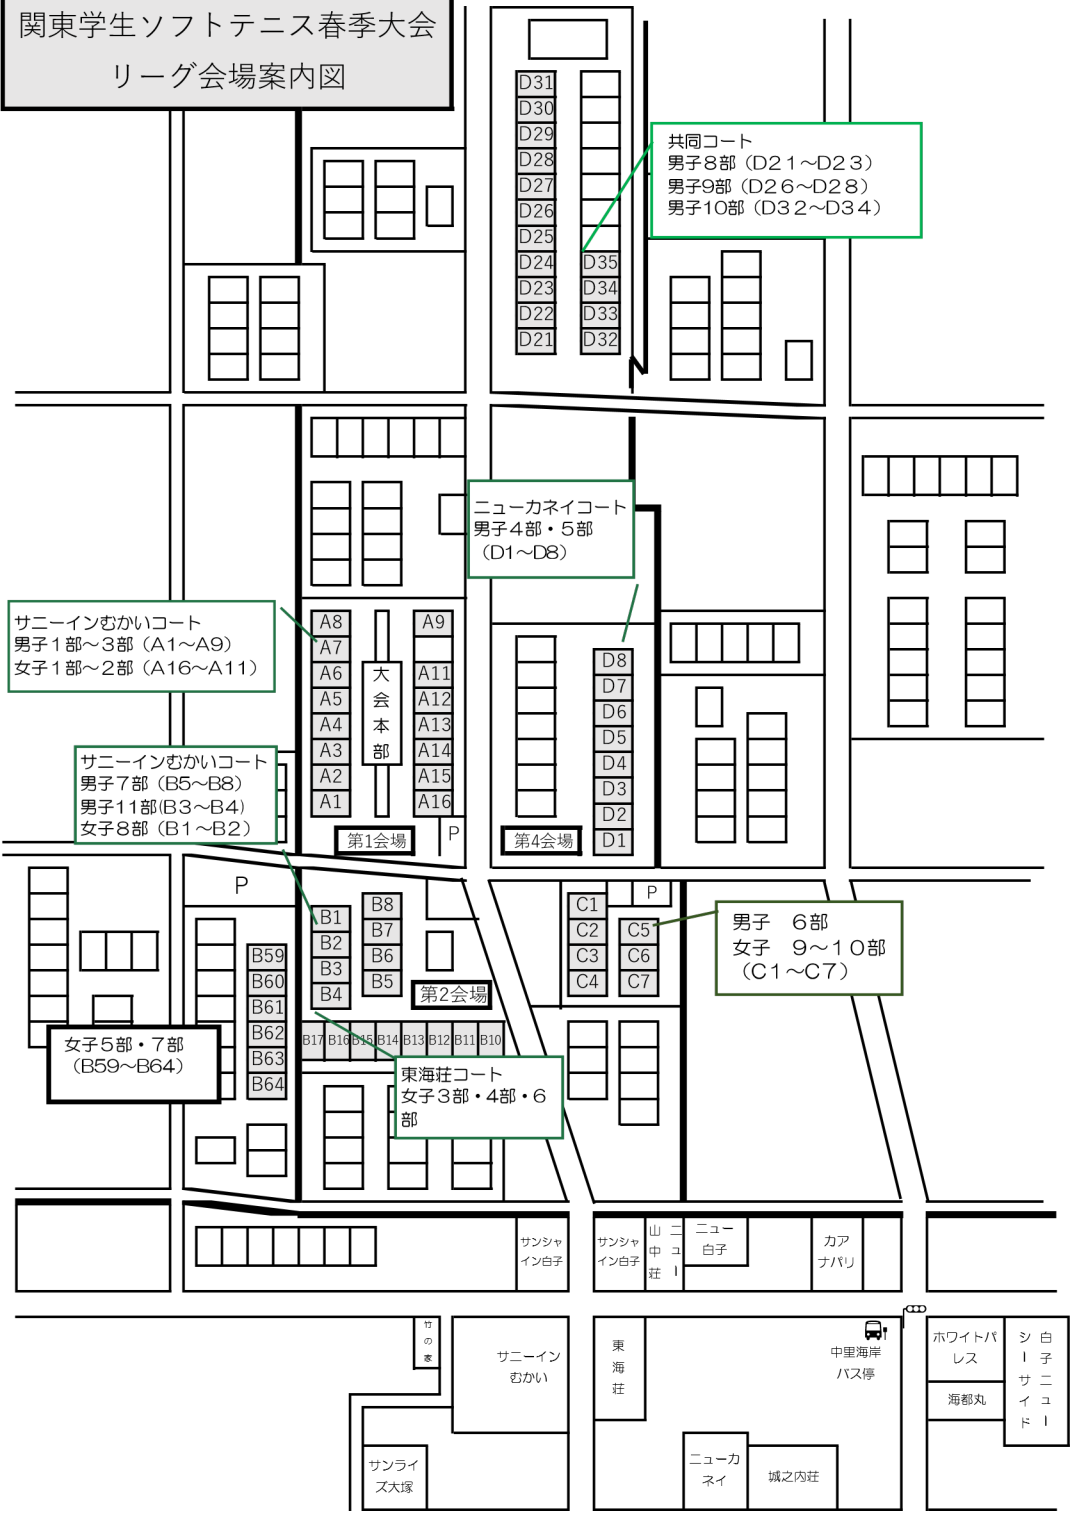 関東学生ソフトテニス春季大会
リーグ会場案内図
D31
D30
D29
D28
D27
D26
D25
D24
D23
D22
D21
D35
D34
D33
D32
共同コート
男子8部（D21～D23）
男子9部（D26～D28）
男子10部（D32～D34）
ニューカネイコート
男子4部・5部
（D1～D8）
サニーインむかいコート
男子1部～3部（A1～A9）
女子1部～2部（A16～A11）
A8
A7
A6
A5
A4
A3
A2
A1
大会本部
A9
A11
A12
A13
A14
A15
A16
D8
D7
D6
D5
D4
D3
D2
D1
サニーインむかいコート
男子7部（B5～B8）
男子11部(B3～B4)
女子8部（B1～B2）
第1会場
P
第4会場
P
B1
B2
B3
B4
B8
B7
B6
B5
第2会場
C1
C2
C3
C4
P
C5
C6
C7
男子　6部
女子　9～10部
（C1～C7）
B59
B60
B61
B62
B63
B64
女子5部・7部
（B59～B64）
B17 B16 B15 B14 B13 B12 B11 B10
東海荘コート
女子3部・4部・6
部
サンシャ
イン白子
サンシャ
イン白子
ニュー
山中荘
ニュー
白子
カア
ナパリ
竹の家
サニーイン
むかい
東海荘
中里海岸
バス停
ホワイトパ
レス
海都丸
白子ニュー
シーサイド
サンライ
ズ大塚
ニューカ
ネイ
城之内荘